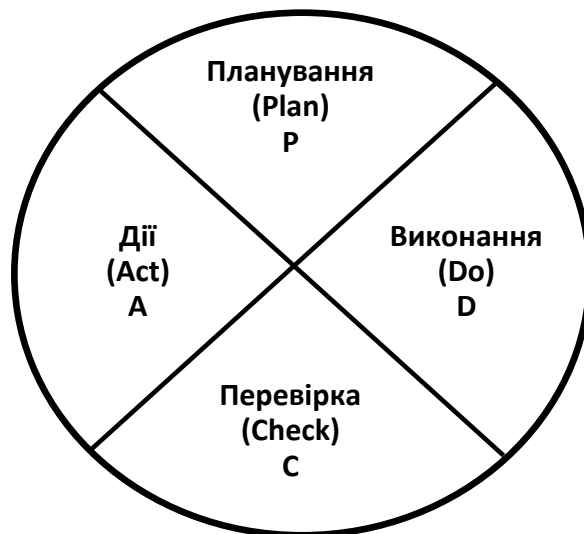 Планування
(Plan)
P
Дії
(Act)
A
Виконання
(Do)
D
Перевірка
(Check)
C